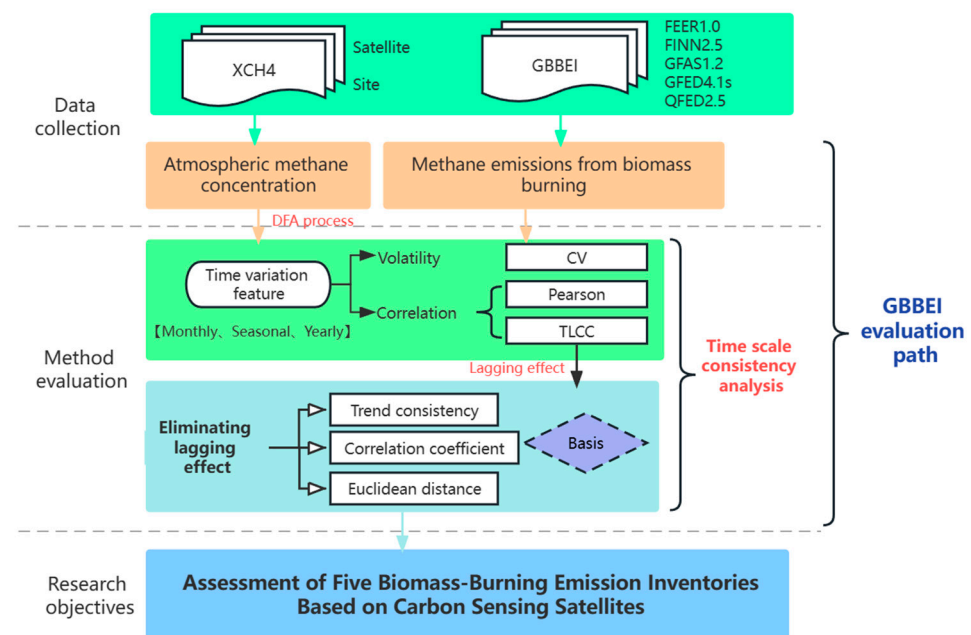 Data
collection
XCH4
Satellite
Site
GBBEI
FEER1.0
FINN2.5
GFAS1.2
GFED4.1s
QFED2.5
Atmospheric methane
concentration
Methane emissions from biomass
burning
DFA process
Method
evaluation
Time variation
feature
【Monthly、Seasonal、Yearly】
Volatility
Correlation
CV
Pearson
TLCC
Lagging effect
Eliminating
lagging
effect
Trend consistency
Correlation coefficient
Euclidean distance
Basis
Time scale
consistency
analysis
GBBEI
evaluation
path
Research
objectives
Assessment of Five Biomass-Burning Emission Inventories
Based on Carbon Sensing Satellites